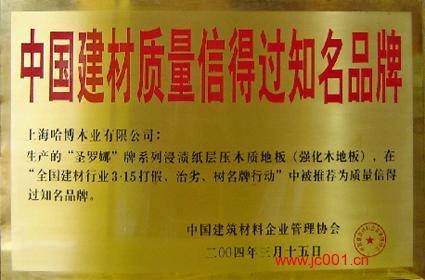 中国建材质量信得过知名品牌
上海哈博木业有限公司：
生产的“圣罗娜”牌系列浸渍纸层压木质地板（强化木地板），在
“全国建材行业3·15打假、治劣、树名牌行动”中被推荐为质量信得
过知名品牌。
中国建筑材料企业管理协会
二00四年三月十五日
www.jc001.cn